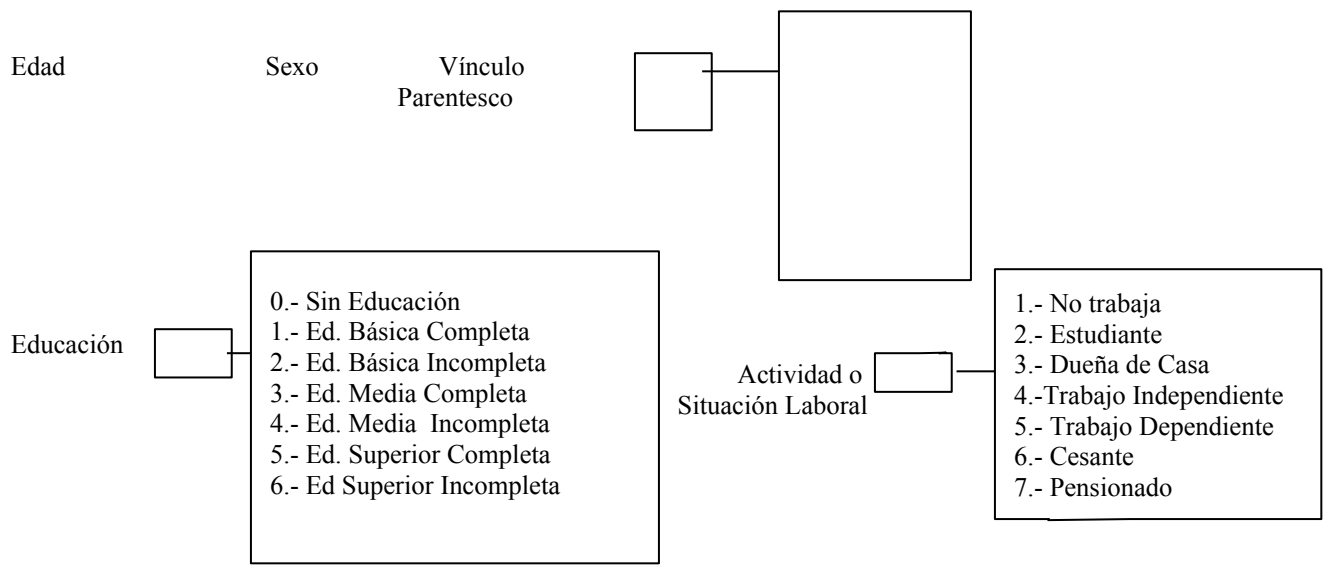 Edad Sexo Vínculo
Parentesco
Educación
0.- Sin Educación
1.- Ed. Básica Completa
2.- Ed. Básica Incompleta
3.- Ed. Media Completa
4.- Ed. Media Incompleta
5.- Ed. Superior Completa
6.- Ed Superior Incompleta
Actividad o
Situación Laboral
1.- No trabaja
2.- Estudiante
3.- Dueña de Casa
4.-Trabajo Independiente
5.- Trabajo Dependiente
6.- Cesante
7.- Pensionado